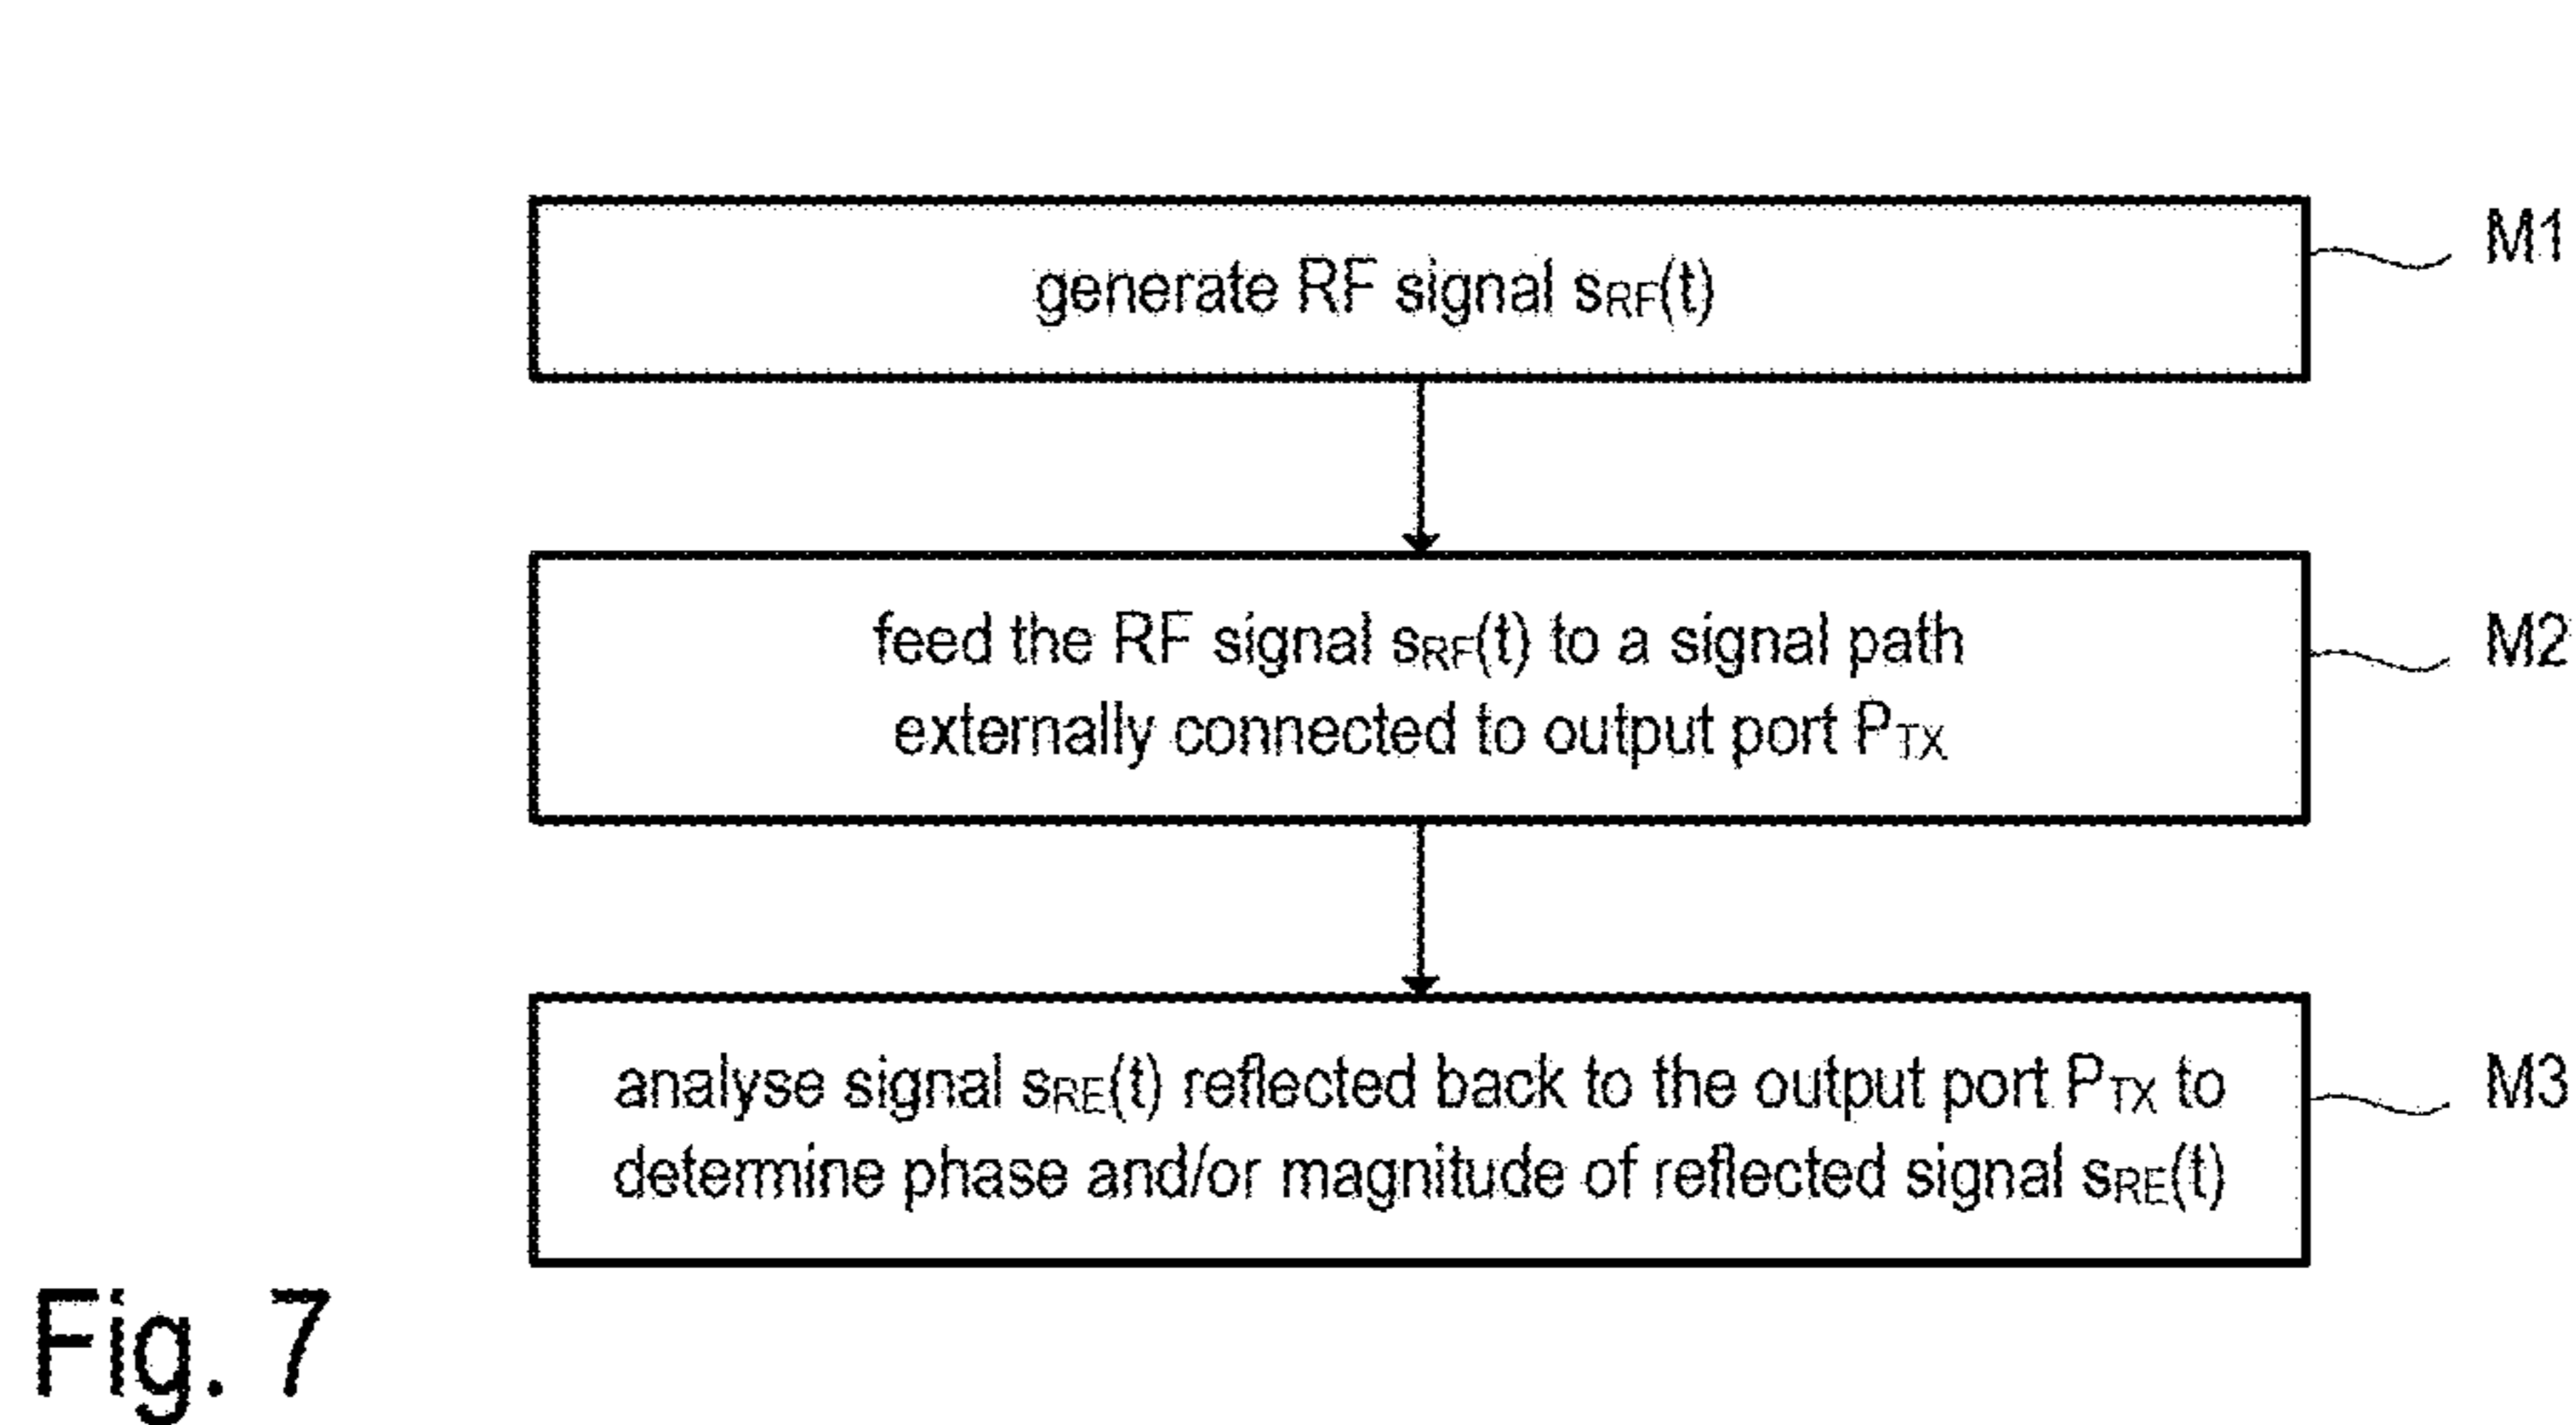 generate RF signal sRF(t)
M1
feed the RF signal sRF(t) to a signal path
externally connected to output port PTX
M2
analyse signal sRE(t) reflected back to the output port PTX to
determine phase and/or magnitude of reflected signal sRE(t)
M3
Fig. 7